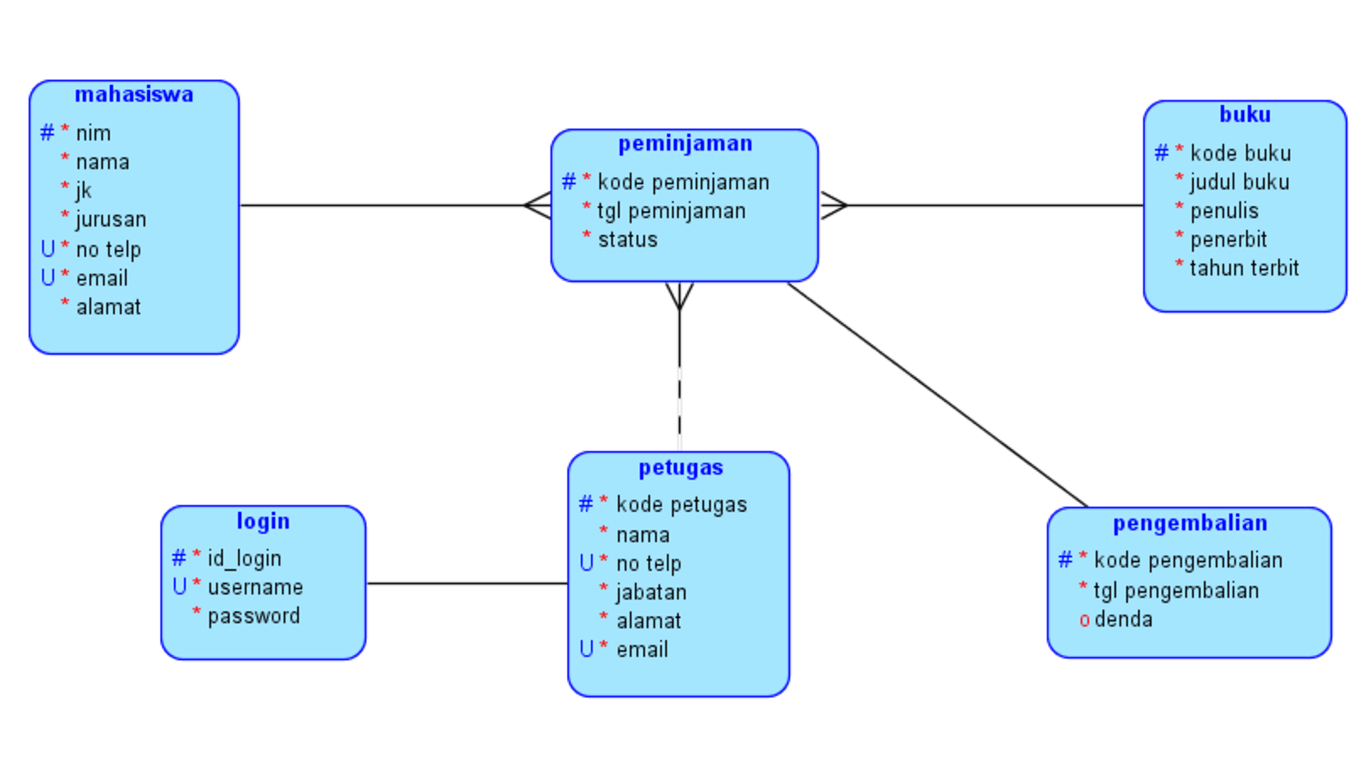 mahasiswa
# * nim
* nama
* jk
* jurusan
U * no telp
U * email
* alamat
peminjaman
# * kode peminjaman
* tgl peminjaman
* status
buku
# * kode buku
* judul buku
* penulis
* penerbit
* tahun terbit
login
# * id_login
U * username
* password
petugas
# * kode petugas
* nama
U * no telp
* jabatan
* alamat
U * email
pengembalian
# * kode pengembalian
* tgl pengembalian
o denda